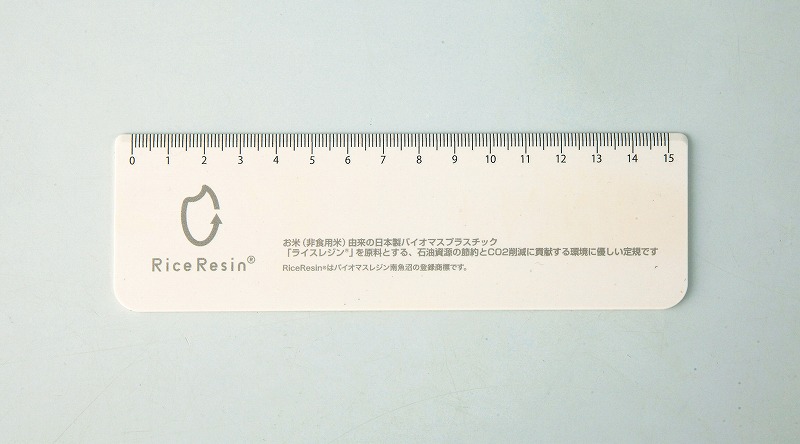 0 1 2 3 4 5 6 7 8 9 10 11 12 13 14 15
RiceResin®
お米（非食用米）由来の日本製バイオマスプラスチック
「ライスレジン®」を原料とする、石油資源の節約とCO2削減に貢献する環境に優しい定規です
RiceResin®はバイオマスレジン南魚沼の登録商標です。